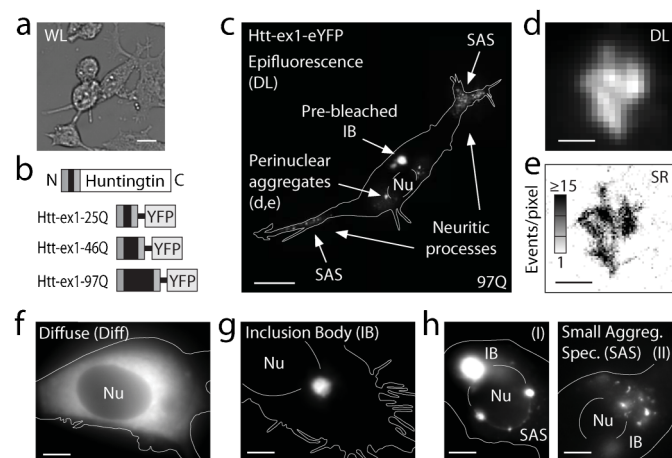 a
WL
b
N Huntingtin C
Htt-ex1-25Q YFP
Htt-ex1-46Q YFP
Htt-ex1-97Q YFP
c
Htt-ex1-eYFP
Epifluorescence
(DL)
SAS
Pre-bleached
IB
Perinuclear
aggregates
(d,e)
Nu
Neuritic
processes
SAS
97Q
d
DL
e
SR
≥15
Events/pixel
1
f
Diffuse (Diff)
Nu
g
Inclusion Body (IB)
Nu
h
(I)
IB
Nu
SAS
Small Aggreg.
Spec. (SAS) (II)
Nu
IB